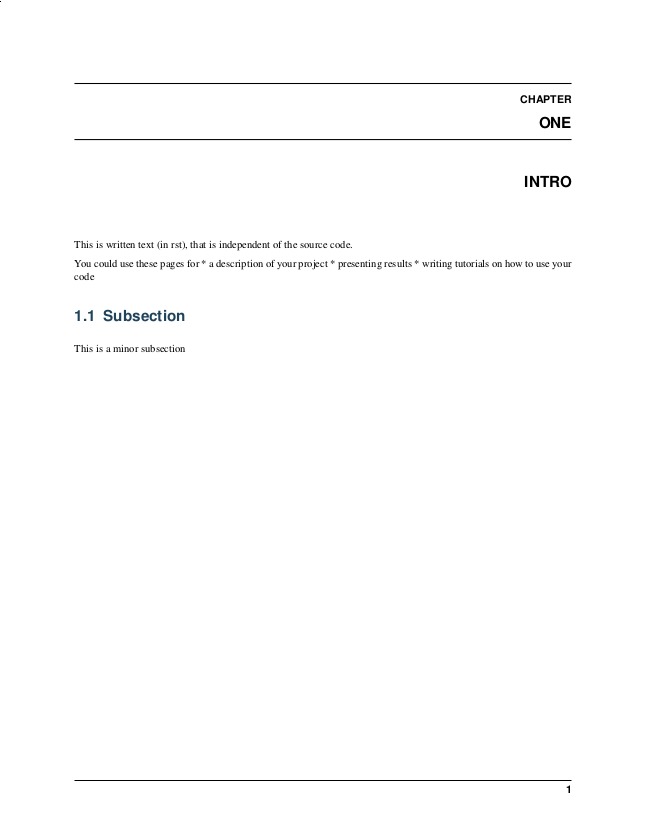 CHAPTER
ONE
INTRO
This is written text (in rst), that is independent of the source code.
You could use these pages for * a description of your project * presenting results * writing tutorials on how to use your
code
1.1 Subsection
This is a minor subsection
1